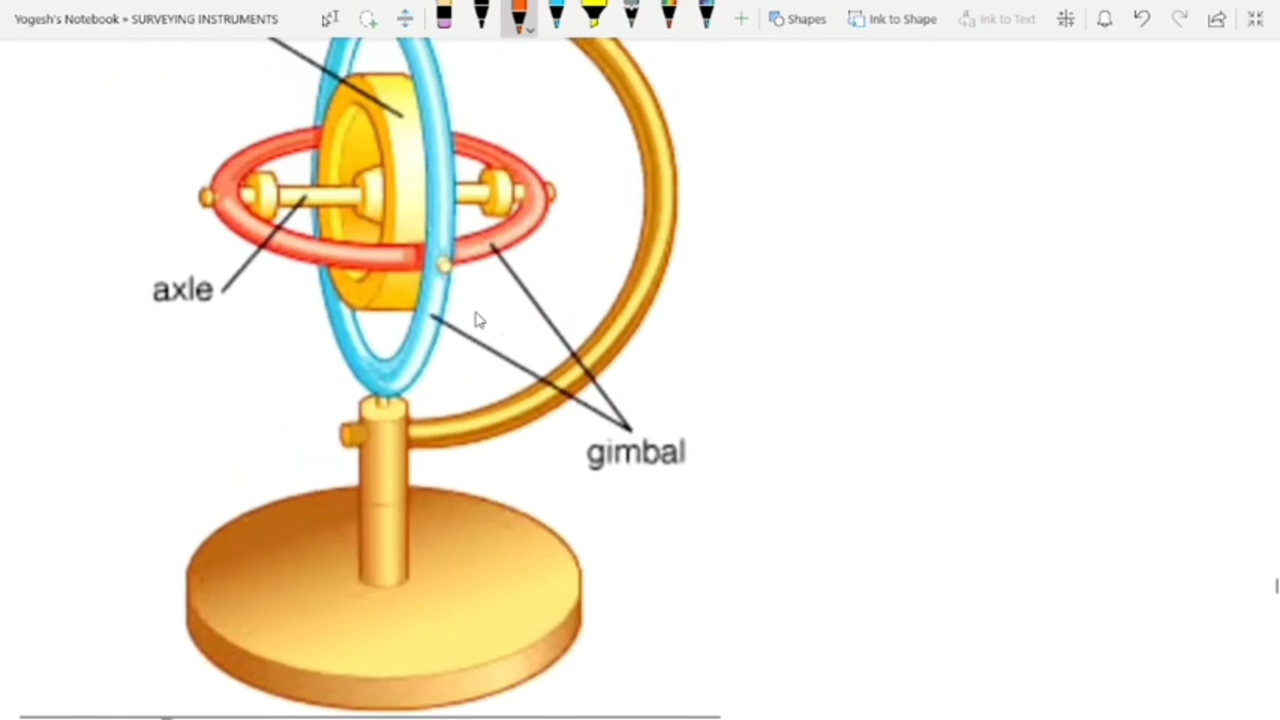 Yogesh's Notebook » SURVEYING INSTRUMENTS
Shapes
Ink to Shape
Ink to Text
axle
gimbal